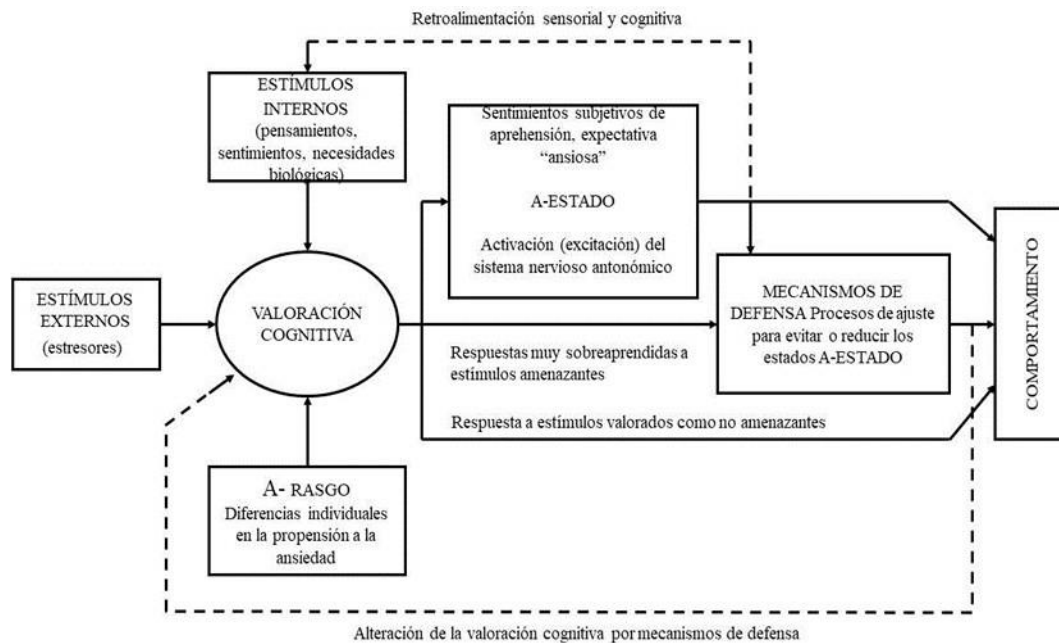 Retroalimentación sensorial y cognitiva
ESTÍMULOS
INTERNOS
(pensamientos,
sentimientos, necesidades
biológicas)
Sentimientos subjetivos de
aprehensión, expectativa
“ansiosa”
A-ESTADO
Activación (excitación) del
sistema nervioso antonómico
ESTÍMULOS
EXTERNOS
(estresores)
VALORACIÓN
COGNITIVA
MECANISMOS DE
DEFENSA Procesos de ajuste
para evitar o reducir los
estados A-ESTADO
COMPORTAMIENTO
Respuestas muy sobreaprendidas a
estímulos amenazantes
Respuesta a estímulos valorados como no amenazantes
A- RASGO
Diferencias individuales
en la propensión a la
ansiedad
Alteración de la valoración cognitiva por mecanismos de defensa